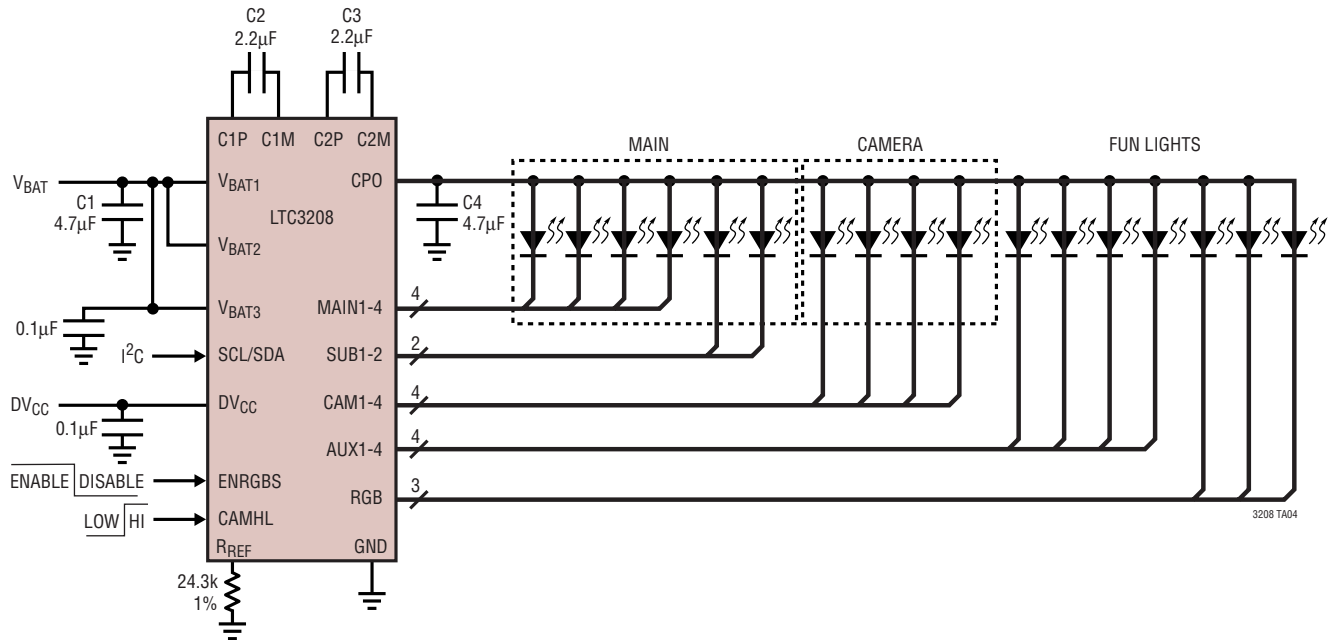 C2
2.2µF
C3
2.2µF
C1P C1M C2P C2M
MAIN
CAMERA
FUN LIGHTS
VBAT
VBAT1
CPO
C1
4.7µF
LTC3208
C4
4.7µF
VBAT2
0.1µF
VBAT3
MAIN1-4
4
I2C
SCL/SDA
SUB1-2
2
DVCC
DVCC
CAM1-4
4
0.1µF
AUX1-4
4
ENABLE DISABLE
ENRGBS
RGB
3
LOW HI
CAMHL
3208 TA04
RREF
GND
24.3k
1%